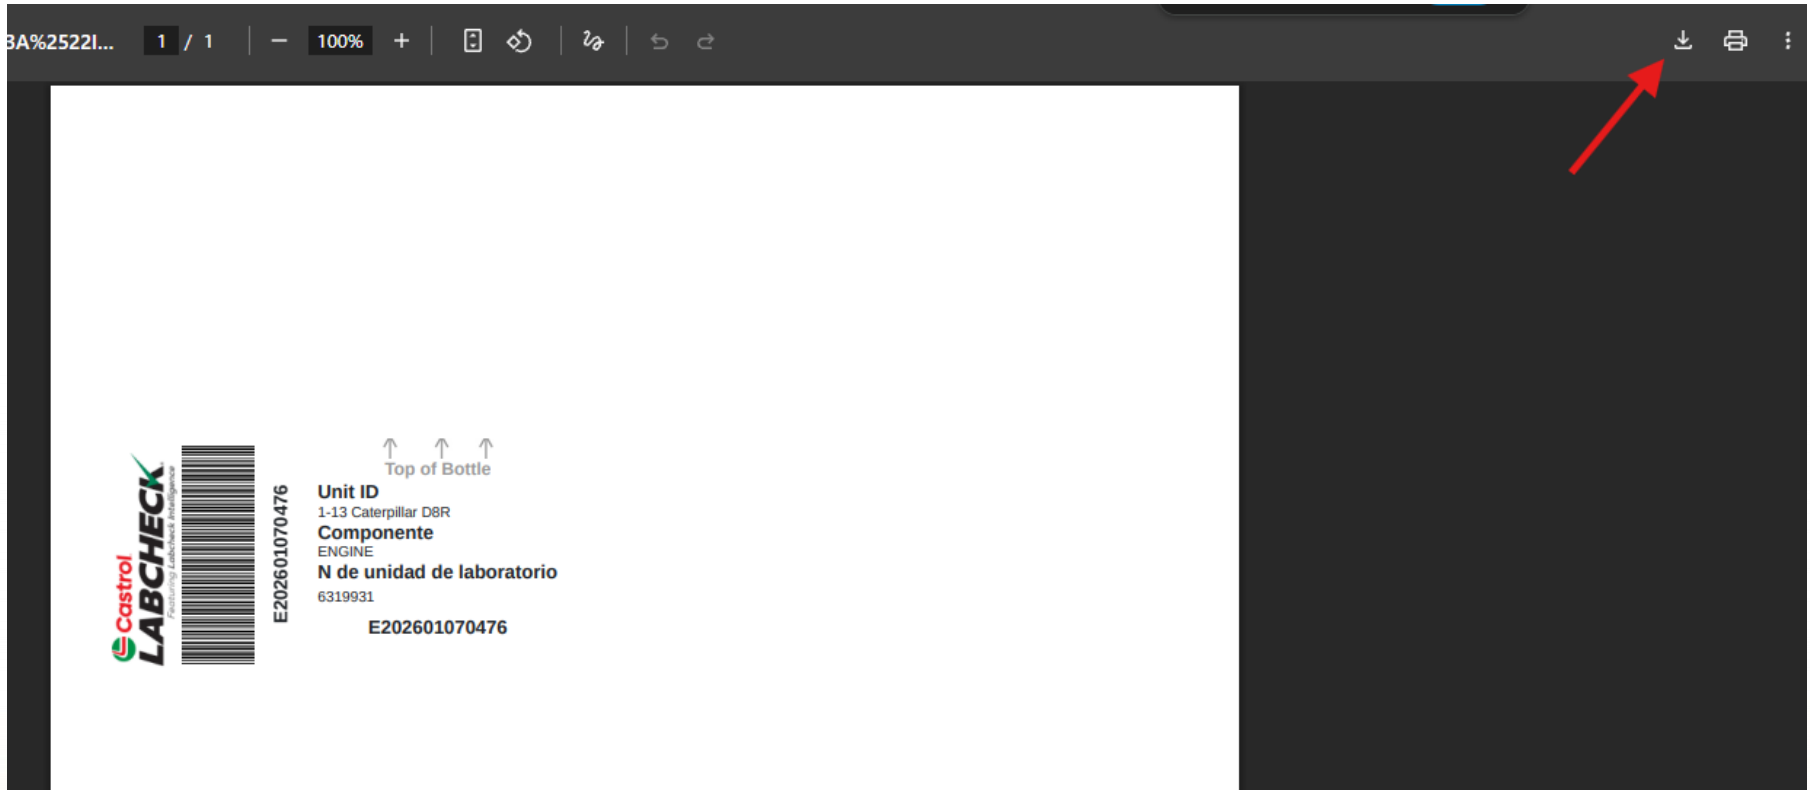 3A%2522I... 1 / 1 100%
Top of Bottle
Unit ID
1-13 Caterpillar D8R
Componente
ENGINE
N de unidad de laboratorio
6319931
E202601070476
E202601070476
Castrol
LABCHECK
Featuring Labcheck Intelligence